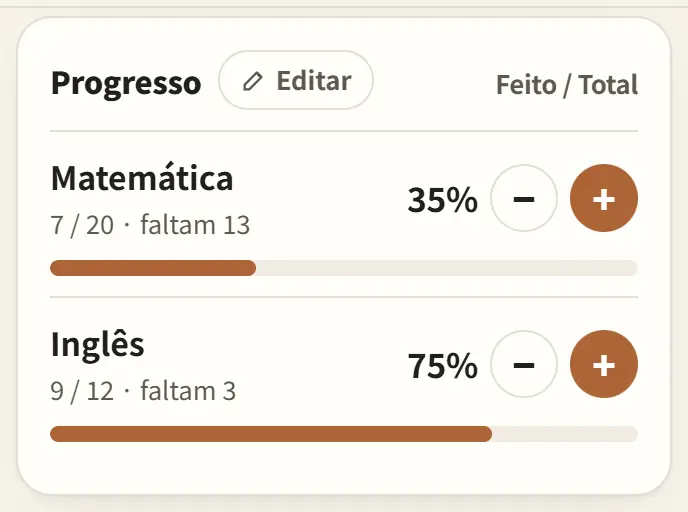 Progresso Editar Feito / Total
Matemática
7 / 20 · faltam 13
35% − +
Inglês
9 / 12 · faltam 3
75% − +